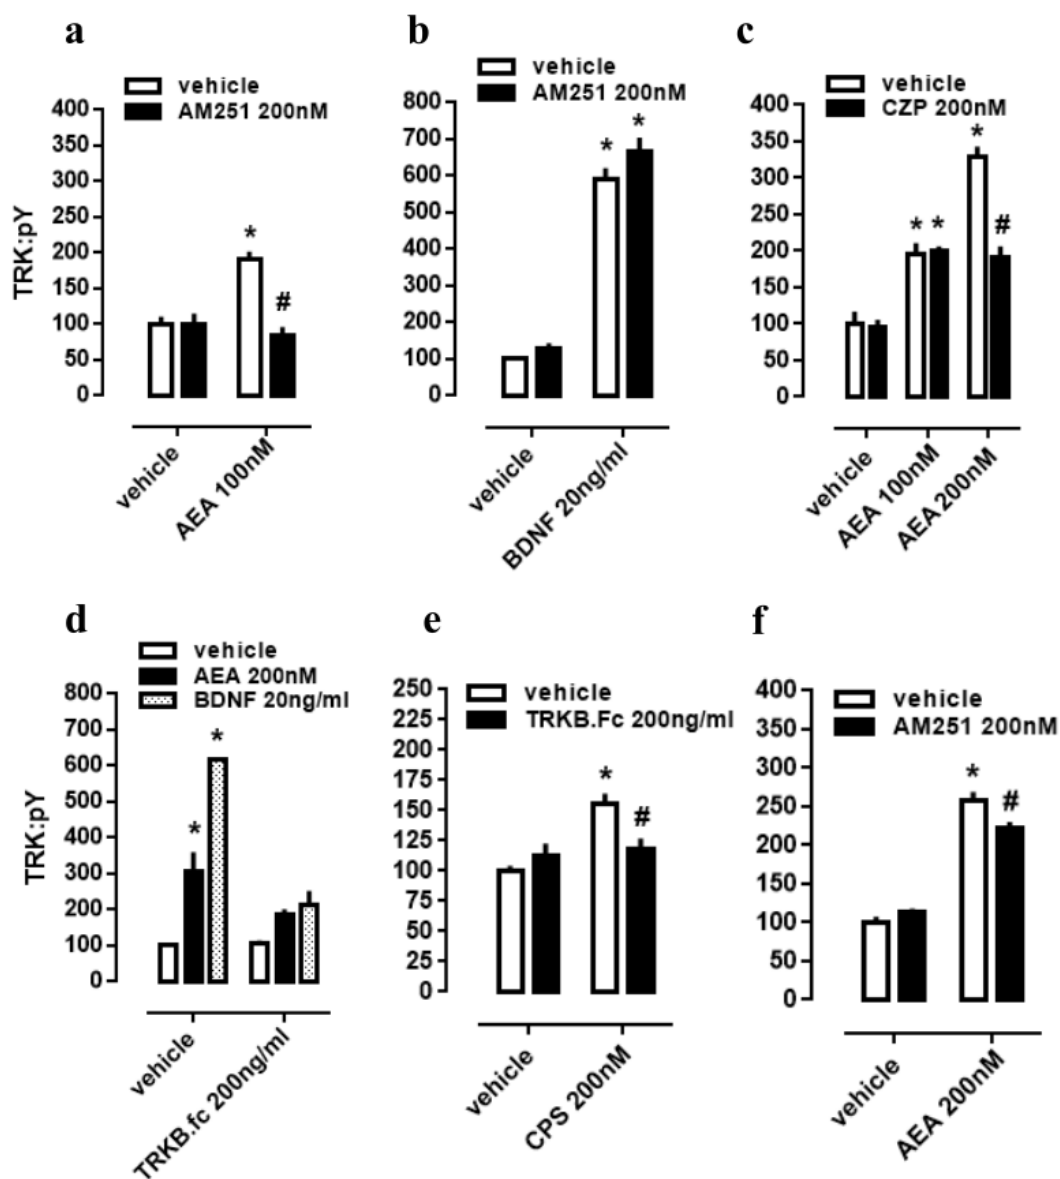 a
vehicle
AM251 200nM
TRK:pY
400
350
300
250
200
150
100
50
0
*
#
vehicle
AEA 100nM
b
vehicle
AM251 200nM
800
700
600
500
400
300
200
100
0
*
*
vehicle
BDNF 20ng/ml
c
vehicle
CZP 200nM
400
350
300
250
200
150
100
50
0
*
*
*
#
vehicle
AEA 100nM
AEA 200nM
d
vehicle
AEA 200nM
BDNF 20ng/ml
TRK:pY
800
700
600
500
400
300
200
100
0
*
*
vehicle
TRKB.fc 200ng/ml
e
vehicle
TRKB.Fc 200ng/ml
250
225
200
175
150
125
100
75
50
25
0
*
#
vehicle
CPS 200nM
f
vehicle
AM251 200nM
400
350
300
250
200
150
100
50
0
*
#
vehicle
AEA 200nM